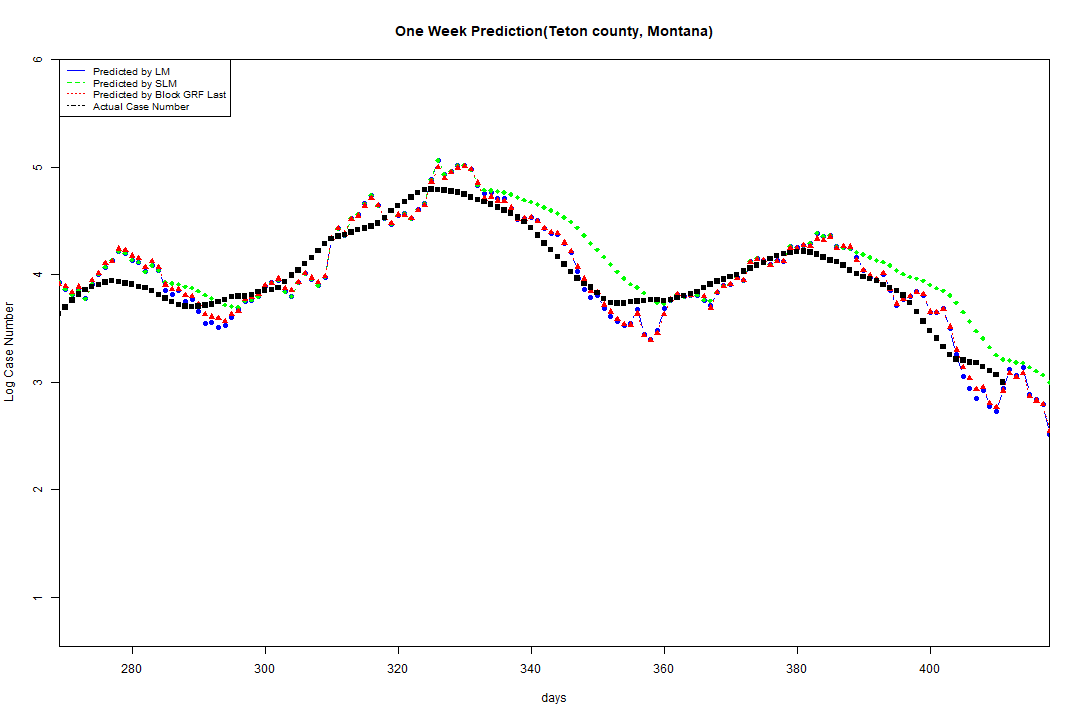 One Week Prediction(Teton county, Montana)
Predicted by LM
Predicted by SLM
Predicted by Block GRF Last
Actual Case Number
6
5
4
3
2
1
Log Case Number
280 300 320 340 360 380 400
days